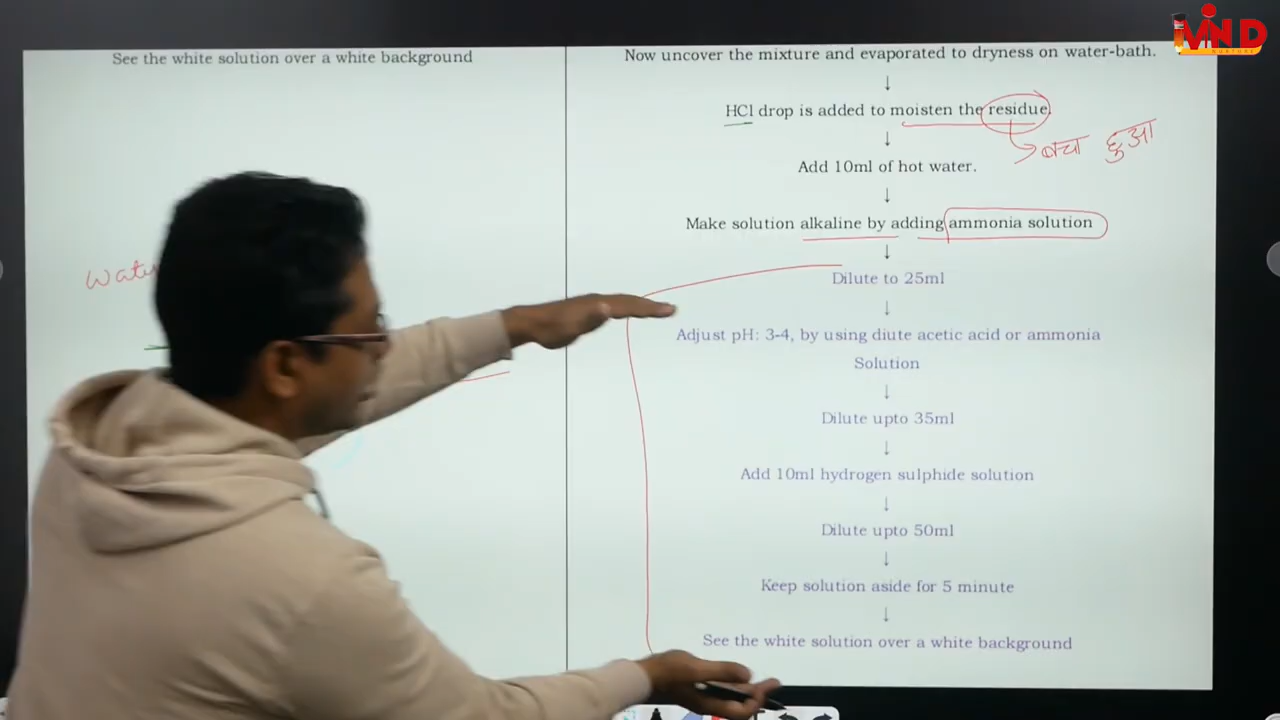 MIND
See the white solution over a white background
Now uncover the mixture and evaporated to dryness on water-bath.
↓
HCl drop is added to moisten the residue.
बचा हुआ
↓
Add 10ml of hot water.
↓
Make solution alkaline by adding ammonia solution
↓
Dilute to 25ml
↓
Adjust pH: 3-4, by using diute acetic acid or ammonia
Solution
↓
Dilute upto 35ml
↓
Add 10ml hydrogen sulphide solution
↓
Dilute upto 50ml
↓
Keep solution aside for 5 minute
↓
See the white solution over a white background